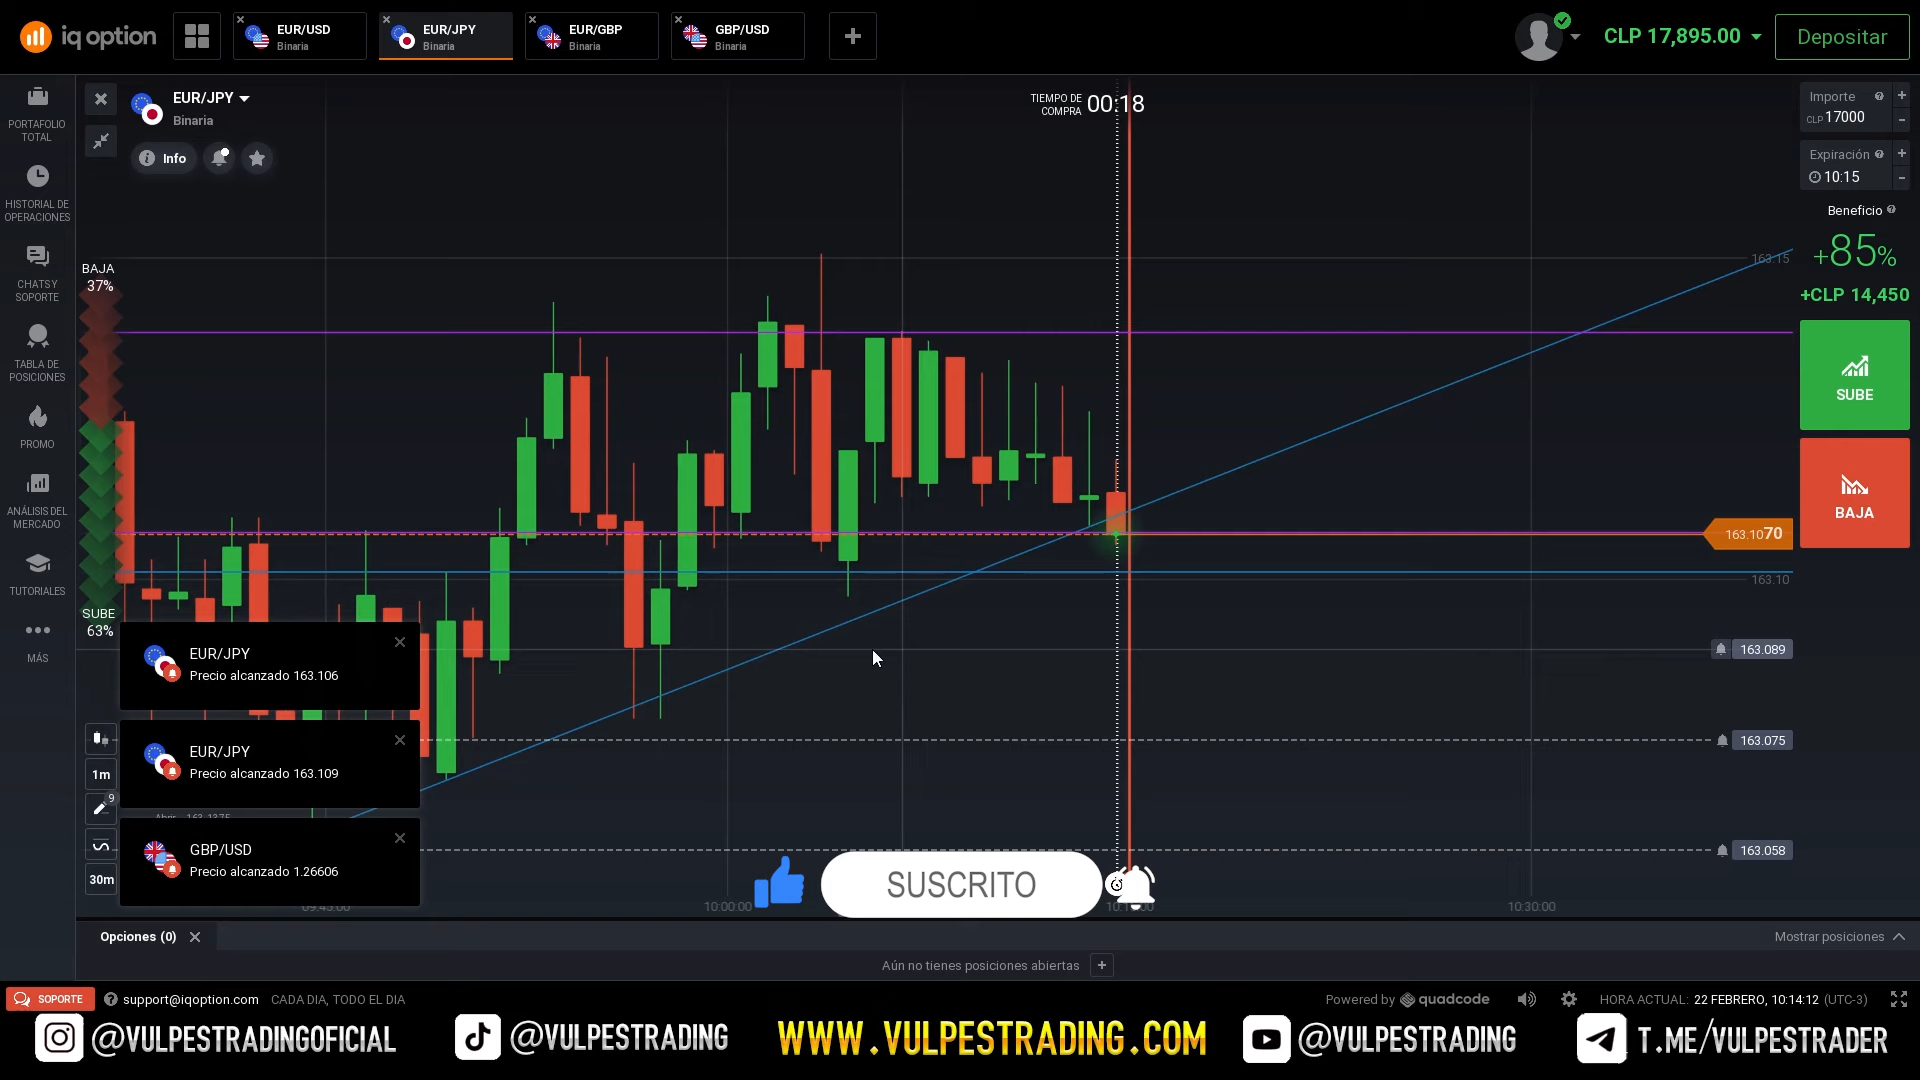 iq option
EUR/USD
Binaria
EUR/JPY
Binaria
EUR/GBP
Binaria
GBP/USD
Binaria
CLP 17,895.00
Depositar
PORTAFOLIO
TOTAL
HISTORIAL DE
OPERACIONES
CHATS Y
SOPORTE
TABLA DE
POSICIONES
PROMO
ANÁLISIS DEL
MERCADO
TUTORIALES
MÁS
EUR/JPY
Binaria
Info
TIEMPO DE
COMPRA
00:18
BAJA
37%
SUBE
63%
Importe
CLP 17000
Expiración
10:15
Beneficio
+85%
+CLP 14,450
SUBE
BAJA
163.15
163.1070
163.10
163.089
163.075
163.058
EUR/JPY
Precio alcanzado 163.106
EUR/JPY
Precio alcanzado 163.109
GBP/USD
Precio alcanzado 1.26606
1m
9
30m
SUSCRITO
09:45:00
10:00:00
10:30:00
Opciones (0)
Mostrar posiciones
Aún no tienes posiciones abiertas
SOPORTE
support@iqoption.com
CADA DIA, TODO EL DIA
Powered by quadcode
HORA ACTUAL: 22 FEBRERO, 10:14:12 (UTC-3)
@VULPESTRADINGOFICIAL
@VULPESTRADING
WWW.VULPESTRADING.COM
@VULPESTRADING
T.ME/VULPESTRADER